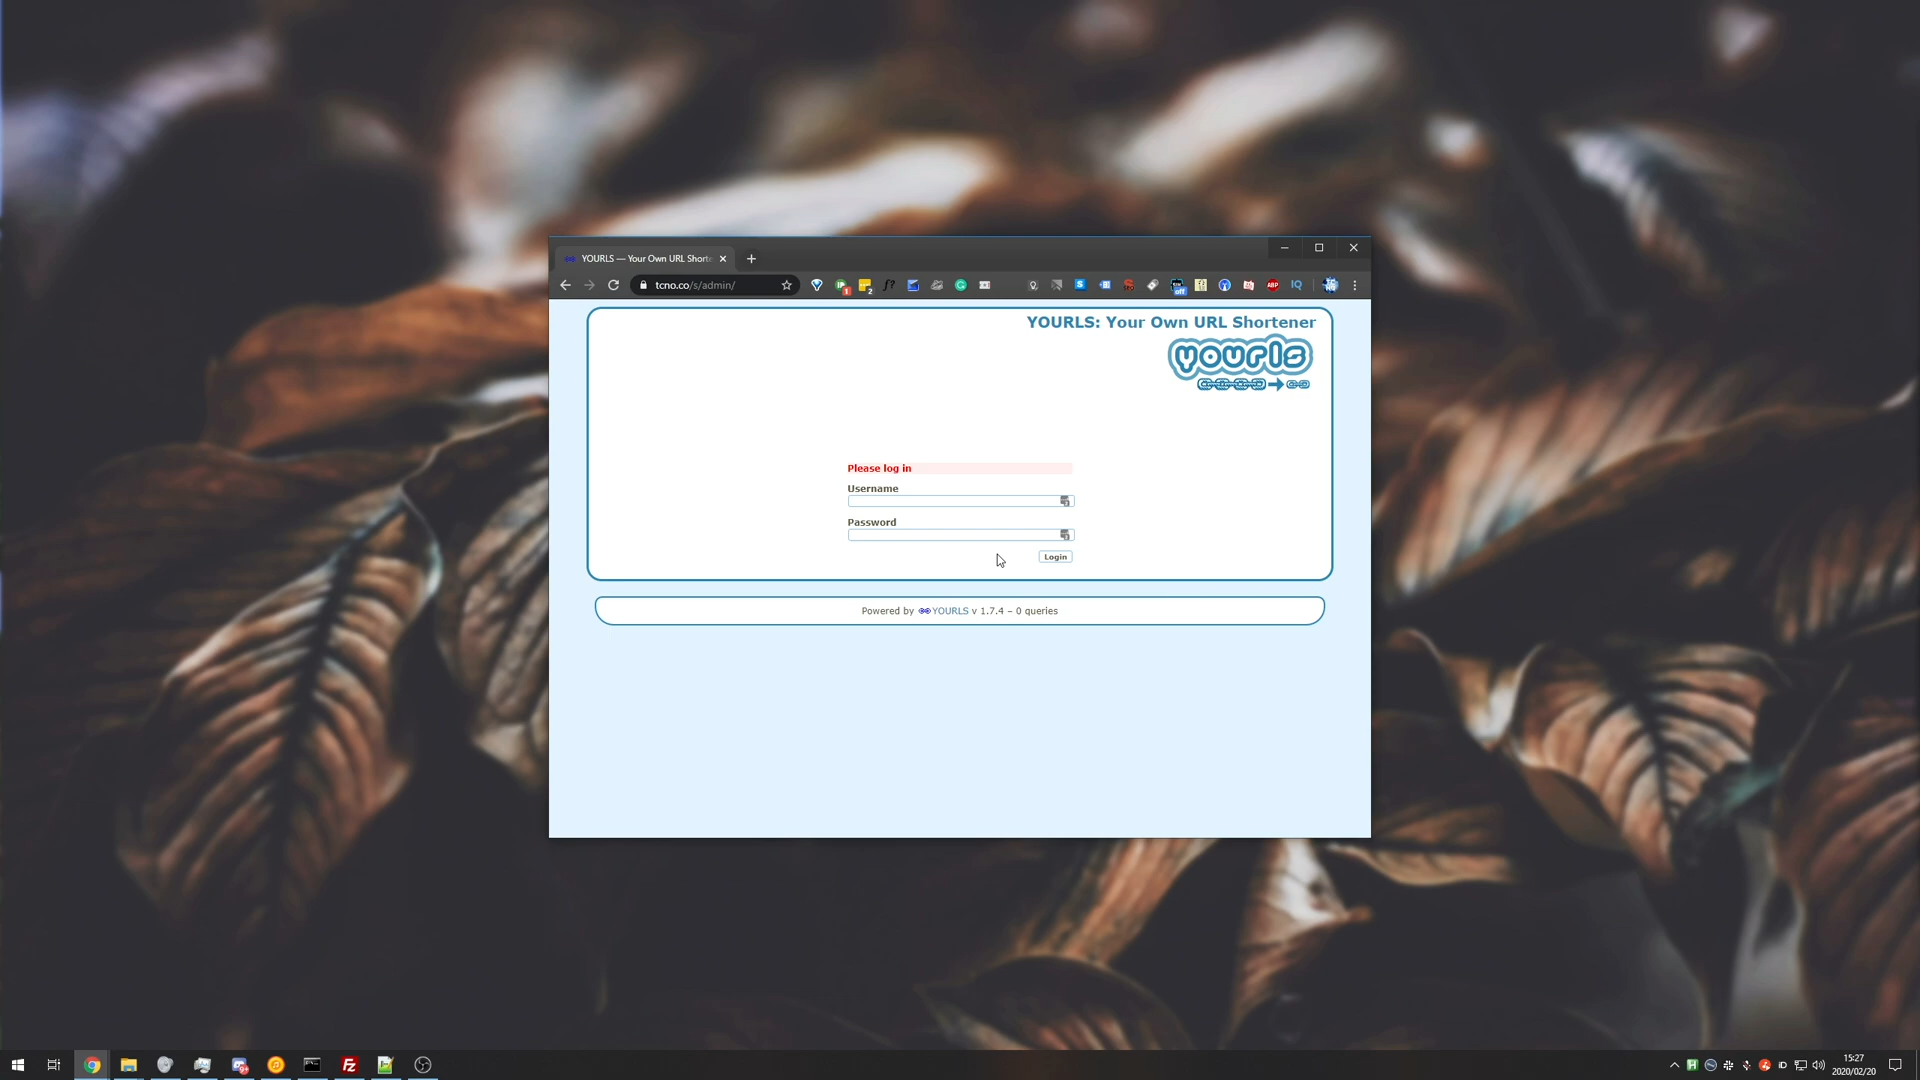 YOURLS — Your Own URL Shorte
tcno.co/s/admin/
YOURLS: Your Own URL Shortener
yourls
Please log in
Username
Password
Login
Powered by YOURLS v 1.7.4 – 0 queries
15:27
2020/02/20